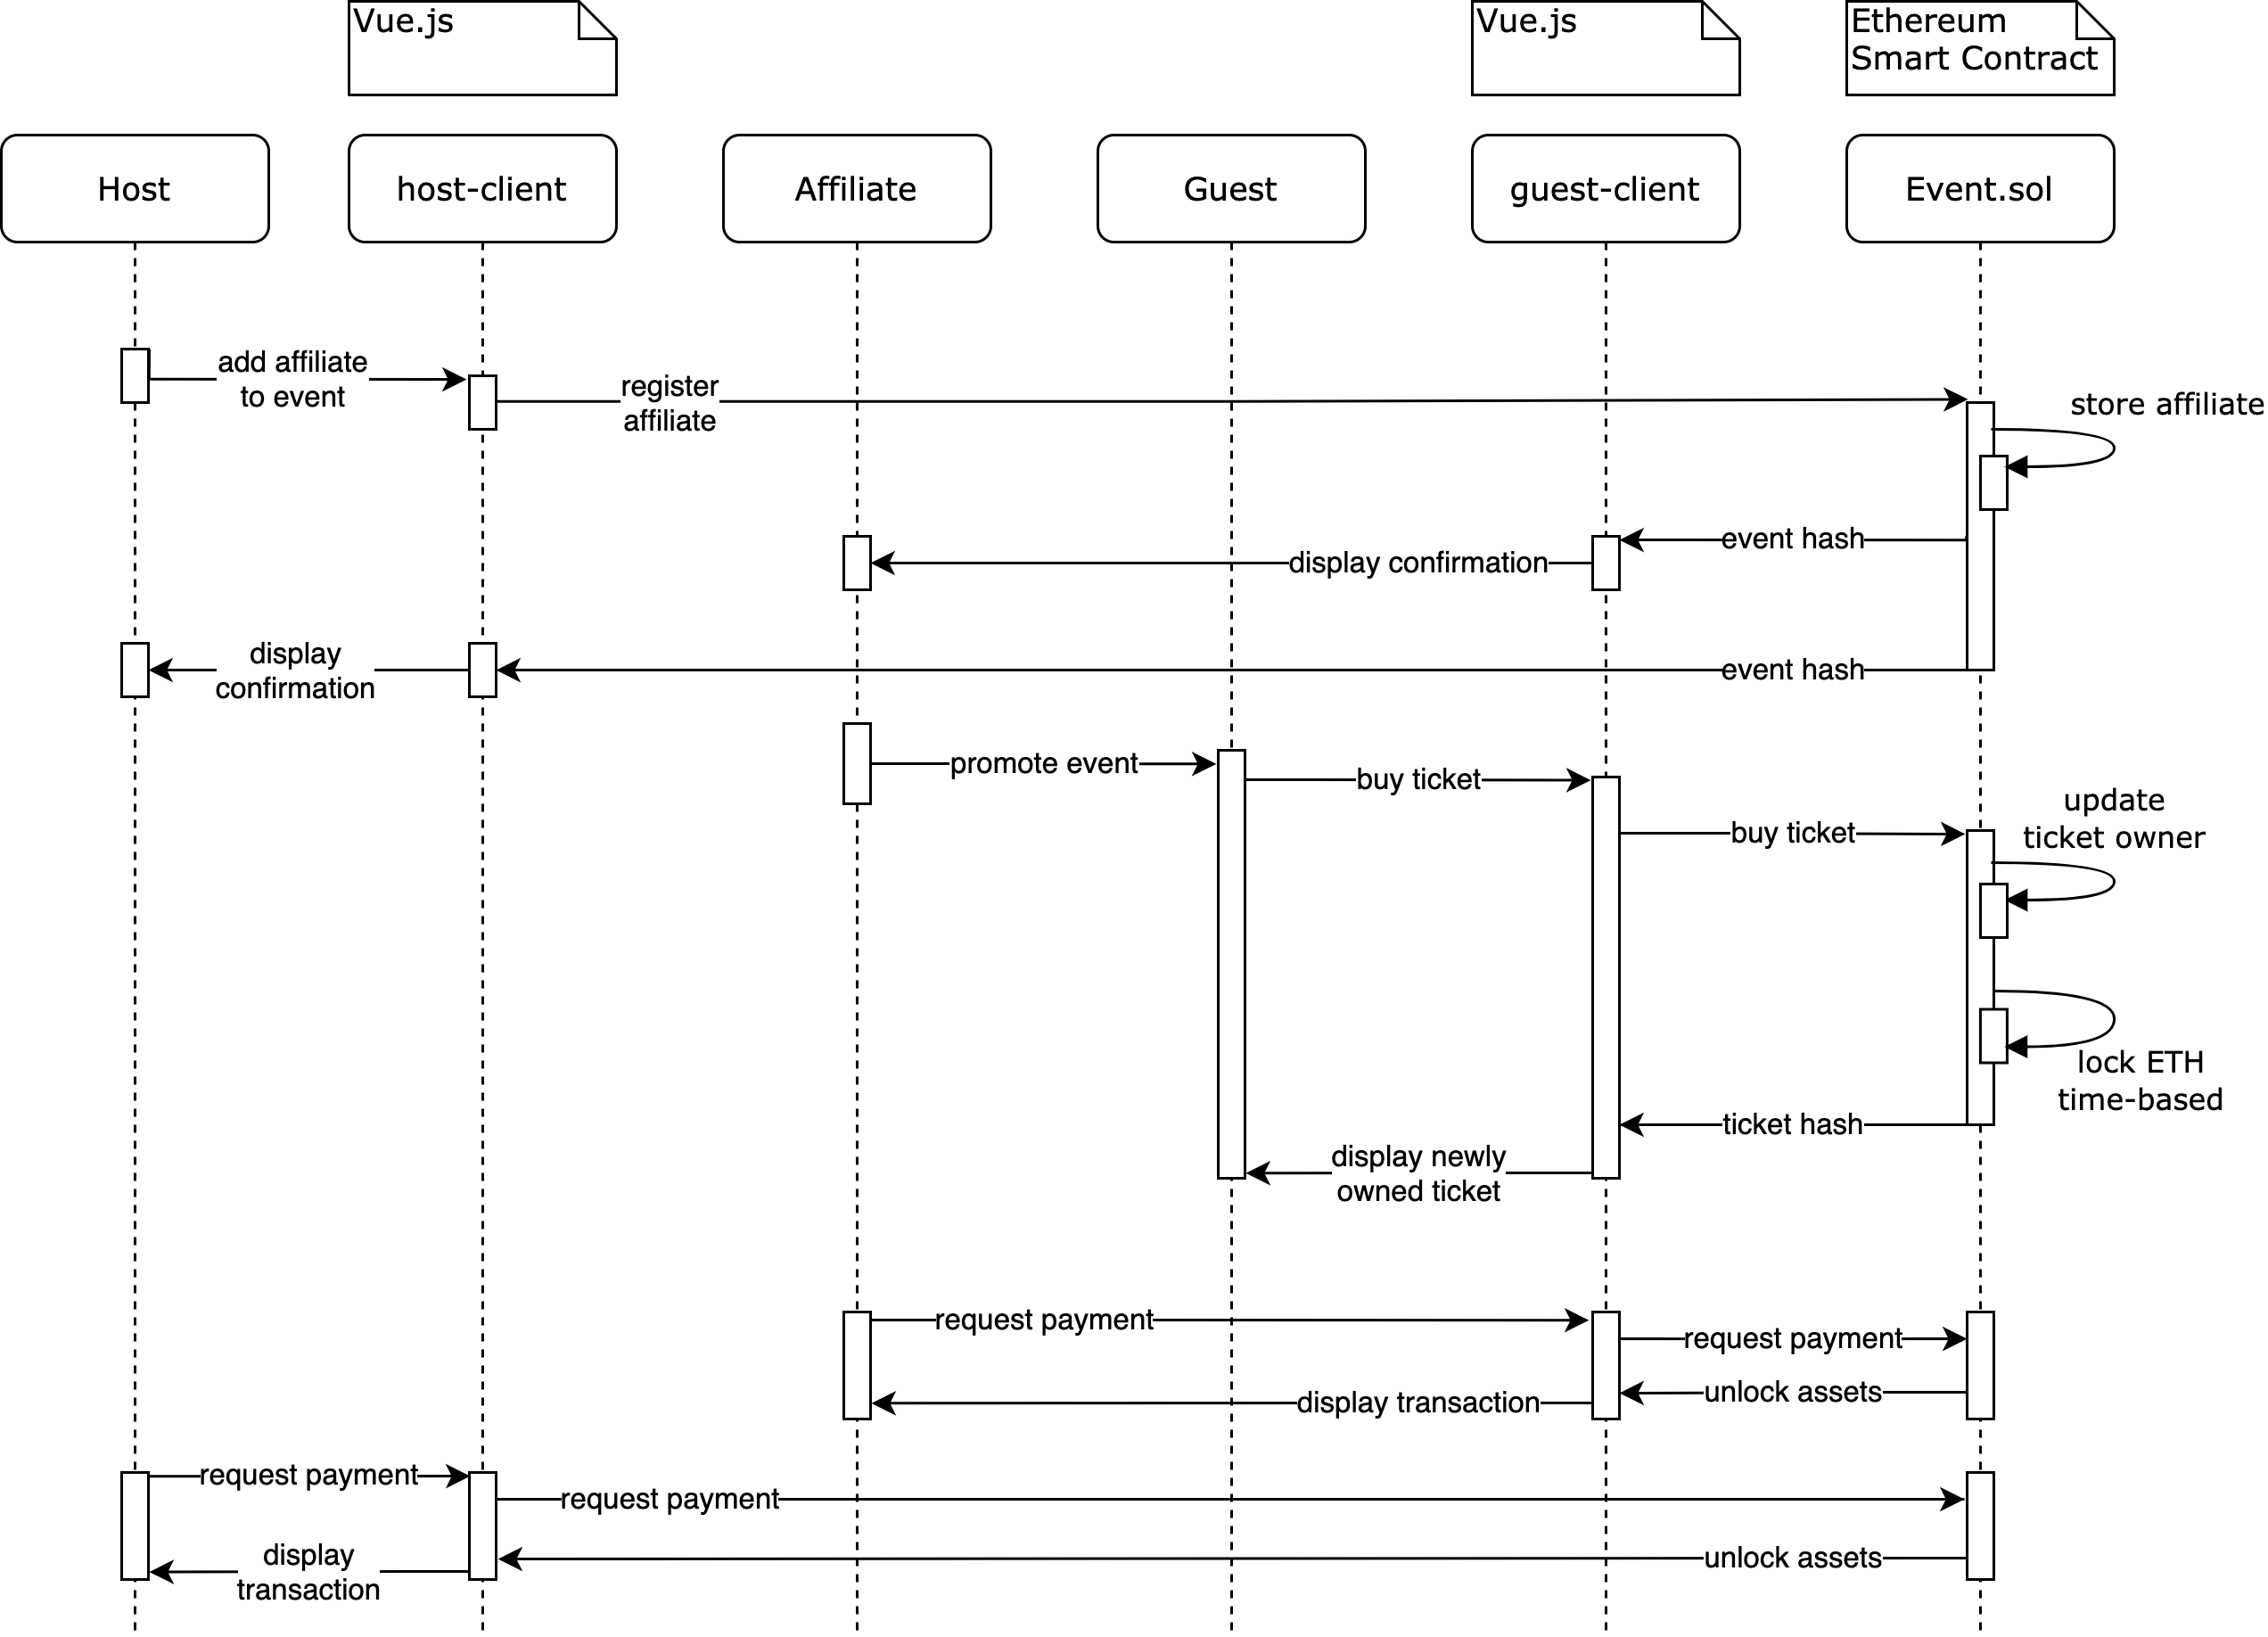 Vue.js
Vue.js
Ethereum
Smart Contract
Host
host-client
Affiliate
Guest
guest-client
Event.sol
add affiliate
to event
register
affiliate
store affiliate
event hash
display confirmation
display
confirmation
event hash
promote event
buy ticket
buy ticket
update
ticket owner
lock ETH
time-based
ticket hash
display newly
owned ticket
request payment
request payment
unlock assets
display transaction
request payment
request payment
display
transaction
unlock assets